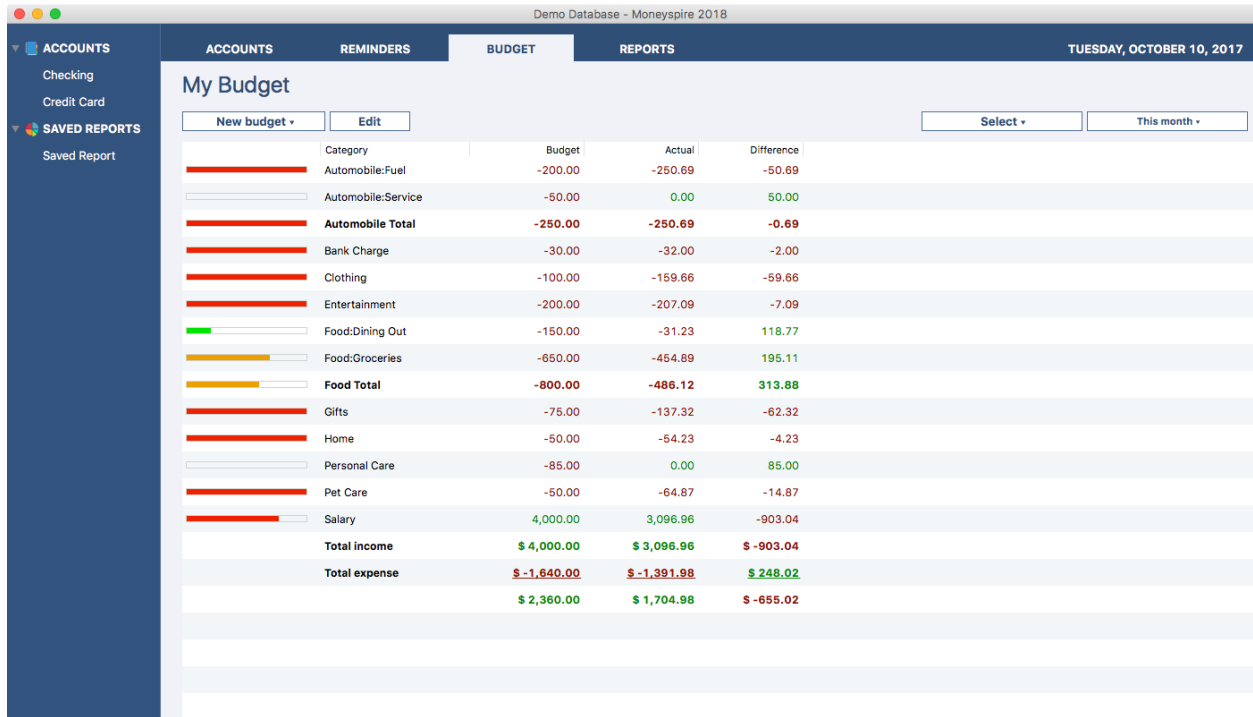 Demo Database - Moneyspire 2018
ACCOUNTS
Checking
Credit Card
SAVED REPORTS
Saved Report
ACCOUNTS REMINDERS BUDGET REPORTS TUESDAY, OCTOBER 10, 2017
My Budget
New budget Edit Select This month
Category Budget Actual Difference
Automobile:Fuel -200.00 -250.69 -50.69
Automobile:Service -50.00 0.00 50.00
Automobile Total -250.00 -250.69 -0.69
Bank Charge -30.00 -32.00 -2.00
Clothing -100.00 -159.66 -59.66
Entertainment -200.00 -207.09 -7.09
Food:Dining Out -150.00 -31.23 118.77
Food:Groceries -650.00 -454.89 195.11
Food Total -800.00 -486.12 313.88
Gifts -75.00 -137.32 -62.32
Home -50.00 -54.23 -4.23
Personal Care -85.00 0.00 85.00
Pet Care -50.00 -64.87 -14.87
Salary 4,000.00 3,096.96 -903.04
Total income $ 4,000.00 $ 3,096.96 $ -903.04
Total expense $ -1,640.00 $ -1,391.98 $ 248.02
$ 2,360.00 $ 1,704.98 $ -655.02